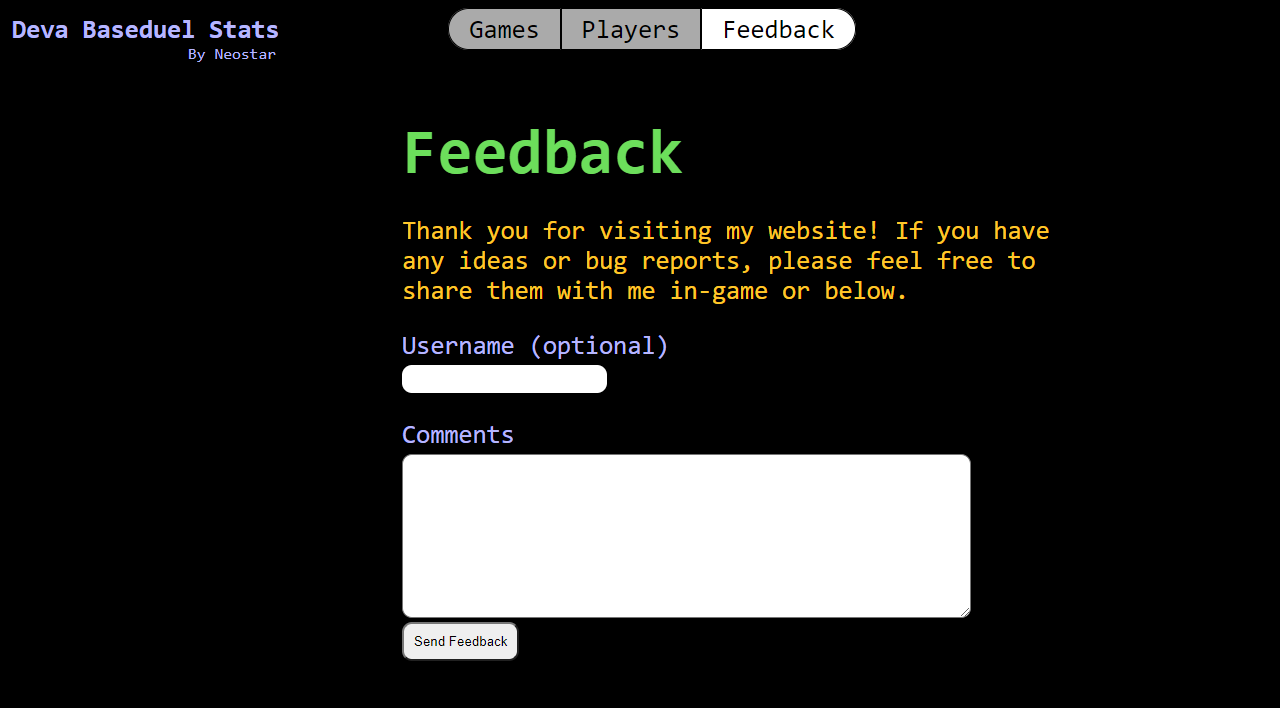 Deva Baseduel Stats
By Neostar
Games
Players
Feedback
Feedback
Thank you for visiting my website! If you have
any ideas or bug reports, please feel free to
share them with me in-game or below.
Username (optional)
Comments
Send Feedback